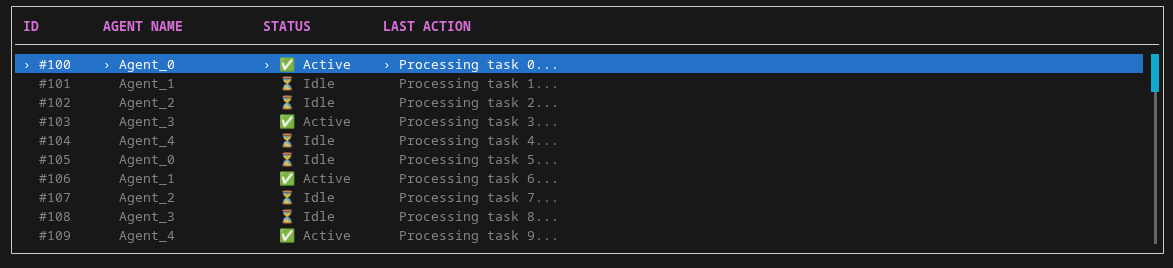 ID AGENT NAME STATUS LAST ACTION
› #100 › Agent_0 › ✅ Active › Processing task 0...
#101 Agent_1 ⏳ Idle Processing task 1...
#102 Agent_2 ⏳ Idle Processing task 2...
#103 Agent_3 ✅ Active Processing task 3...
#104 Agent_4 ⏳ Idle Processing task 4...
#105 Agent_0 ⏳ Idle Processing task 5...
#106 Agent_1 ✅ Active Processing task 6...
#107 Agent_2 ⏳ Idle Processing task 7...
#108 Agent_3 ⏳ Idle Processing task 8...
#109 Agent_4 ✅ Active Processing task 9...